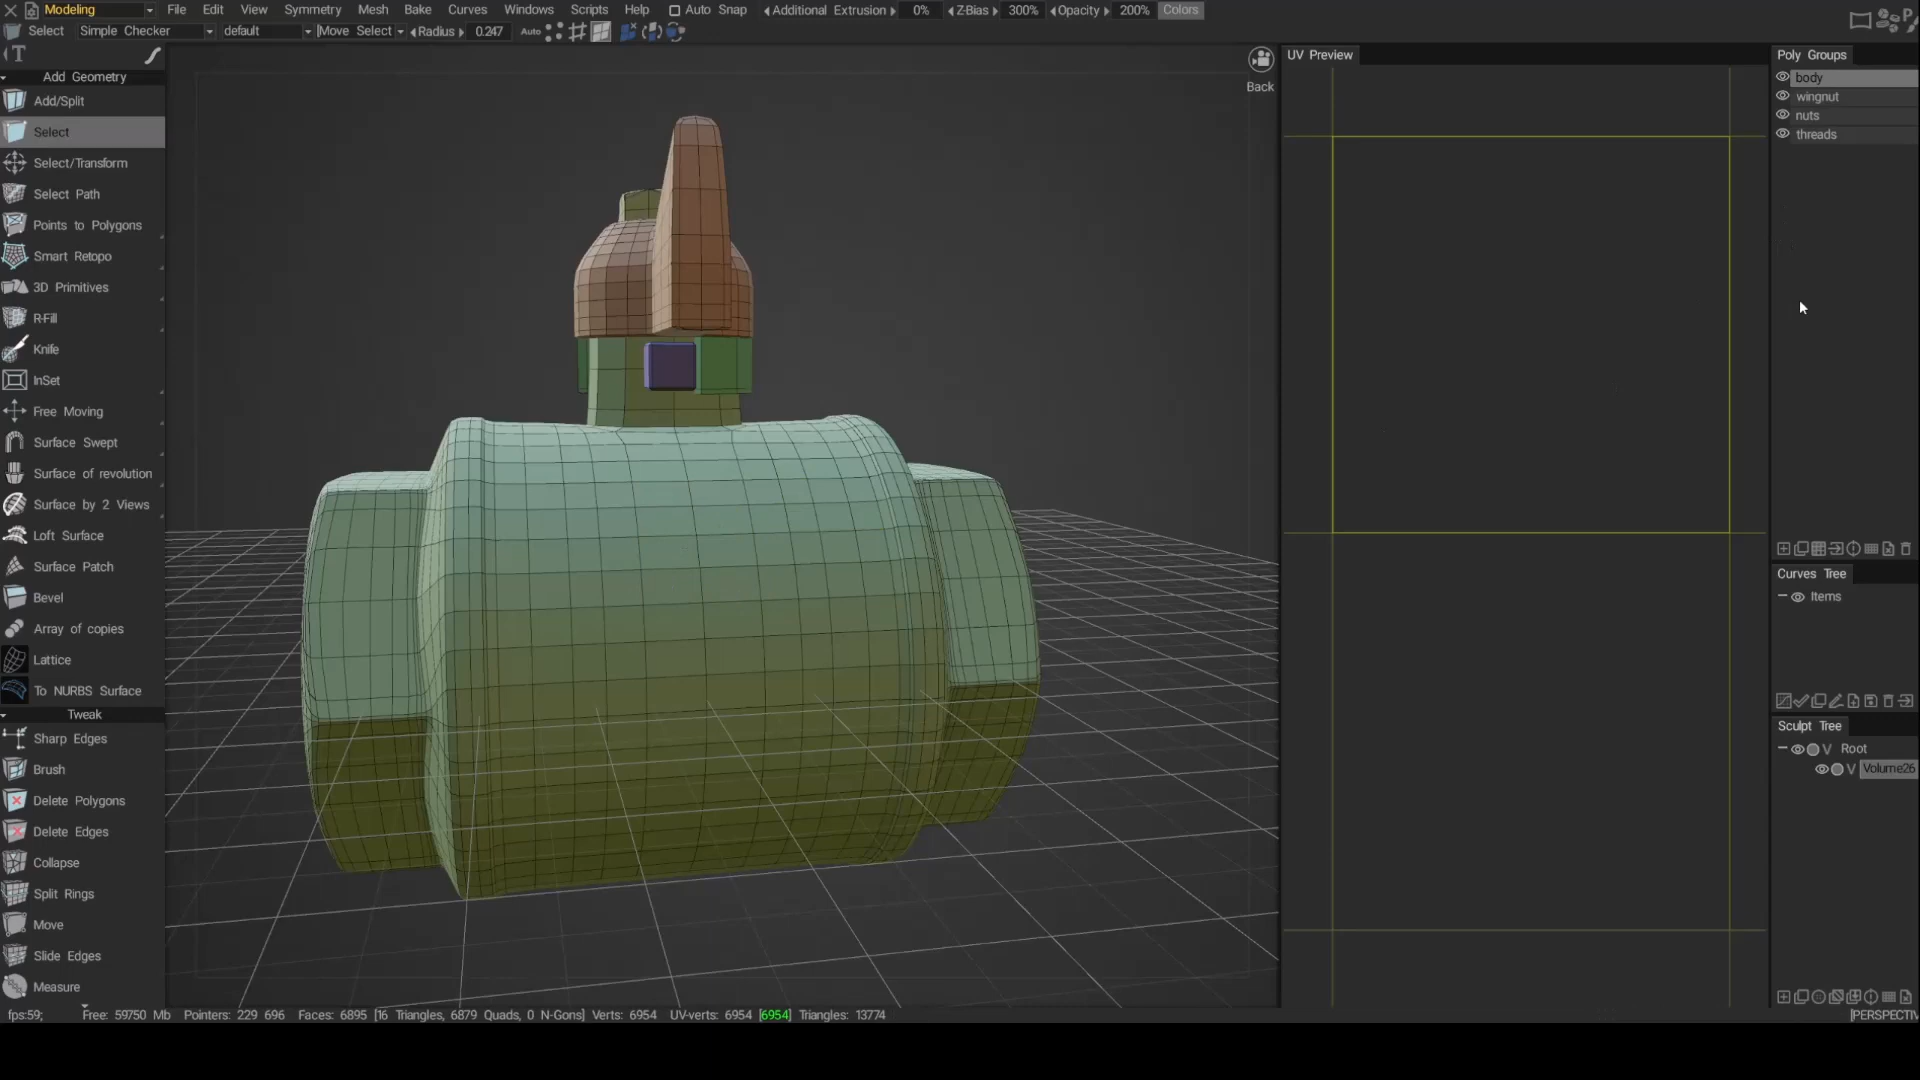 Modeling File Edit View Symmetry Mesh Bake Curves Windows Scripts Help Auto Snap Additional Extrusion 0% Z-Bias 300% Opacity 200% Colors
Select Simple Checker default Move Select Radius 0.247 Auto
T
Add Geometry
Add/Split
Select
Select/Transform
Select Path
Points to Polygons
Smart Retopo
3D Primitives
R-Fill
Knife
InSet
Free Moving
Surface Swept
Surface of revolution
Surface by 2 Views
Loft Surface
Surface Patch
Bevel
Array of copies
Lattice
To NURBS Surface
Tweak
Sharp Edges
Brush
Delete Polygons
Delete Edges
Collapse
Split Rings
Move
Slide Edges
Measure
Back
UV Preview
Poly Groups
body
wingnut
nuts
threads
Curves Tree
Items
Sculpt Tree
V Root
V Volume26
fps:59; Free: 59750 Mb Pointers: 229 696 Faces: 6895 [16 Triangles, 6879 Quads, 0 N-Gons] Verts: 6954 UV-verts: 6954 [6954] Triangles: 13774 [PERSPECTIV